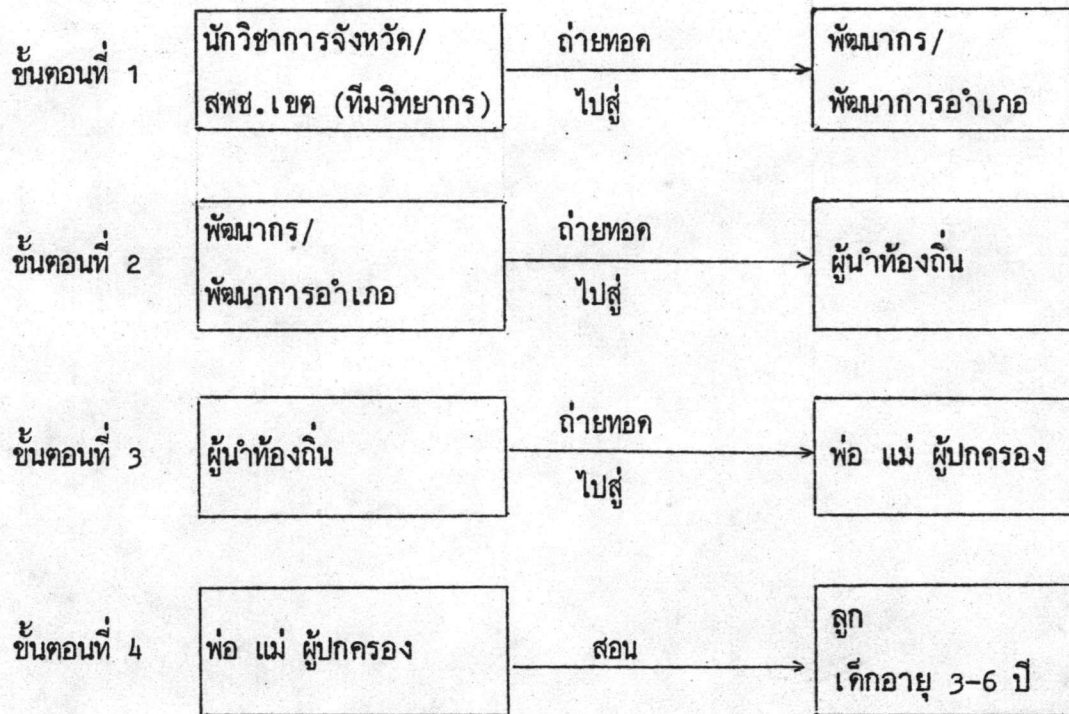 ขั้นตอนที่ 1
นักวิชาการจังหวัด/
สพช.เขต (ทีมวิทยากร)
ถ่ายทอด
ไปสู่
พัฒนากร/
พัฒนาการอำเภอ
ขั้นตอนที่ 2
พัฒนากร/
พัฒนาการอำเภอ
ถ่ายทอด
ไปสู่
ผู้นำท้องถิ่น
ขั้นตอนที่ 3
ผู้นำท้องถิ่น
ถ่ายทอด
ไปสู่
พ่อ แม่ ผู้ปกครอง
ขั้นตอนที่ 4
พ่อ แม่ ผู้ปกครอง
สอน
ลูก
เด็กอายุ 3-6 ปี